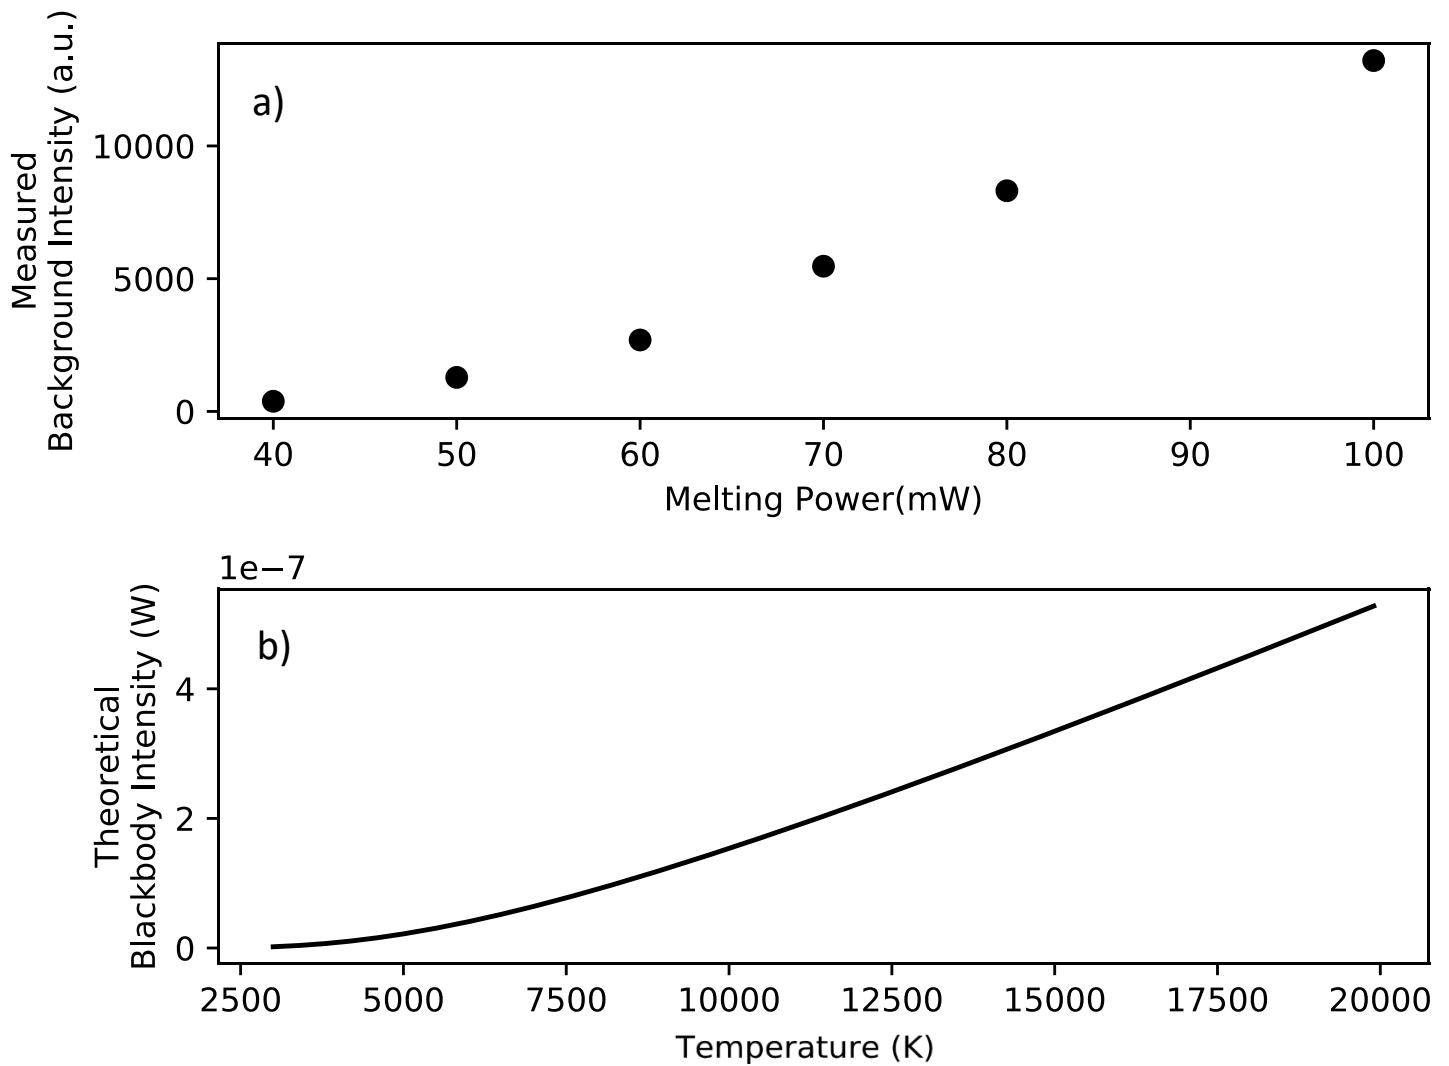 Measured
Background Intensity (a.u.)
a)
10000
5000
0
40 50 60 70 80 90 100
Melting Power(mW)
1e−7
Theoretical
Blackbody Intensity (W)
b)
4
2
0
2500 5000 7500 10000 12500 15000 17500 20000
Temperature (K)